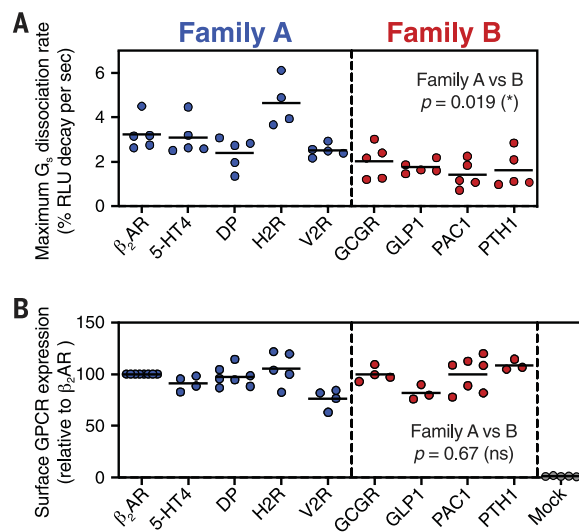 A
Family A
Family B
Maximum Gₛ dissociation rate
(% RLU decay per sec)
6
4
2
0
Family A vs B
p = 0.019 (*)
β₂AR
5-HT4
DP
H2R
V2R
GCGR
GLP1
PAC1
PTH1
B
Surface GPCR expression
(relative to β₂AR)
150
100
50
0
Family A vs B
p = 0.67 (ns)
β₂AR
5-HT4
DP
H2R
V2R
GCGR
GLP1
PAC1
PTH1
Mock